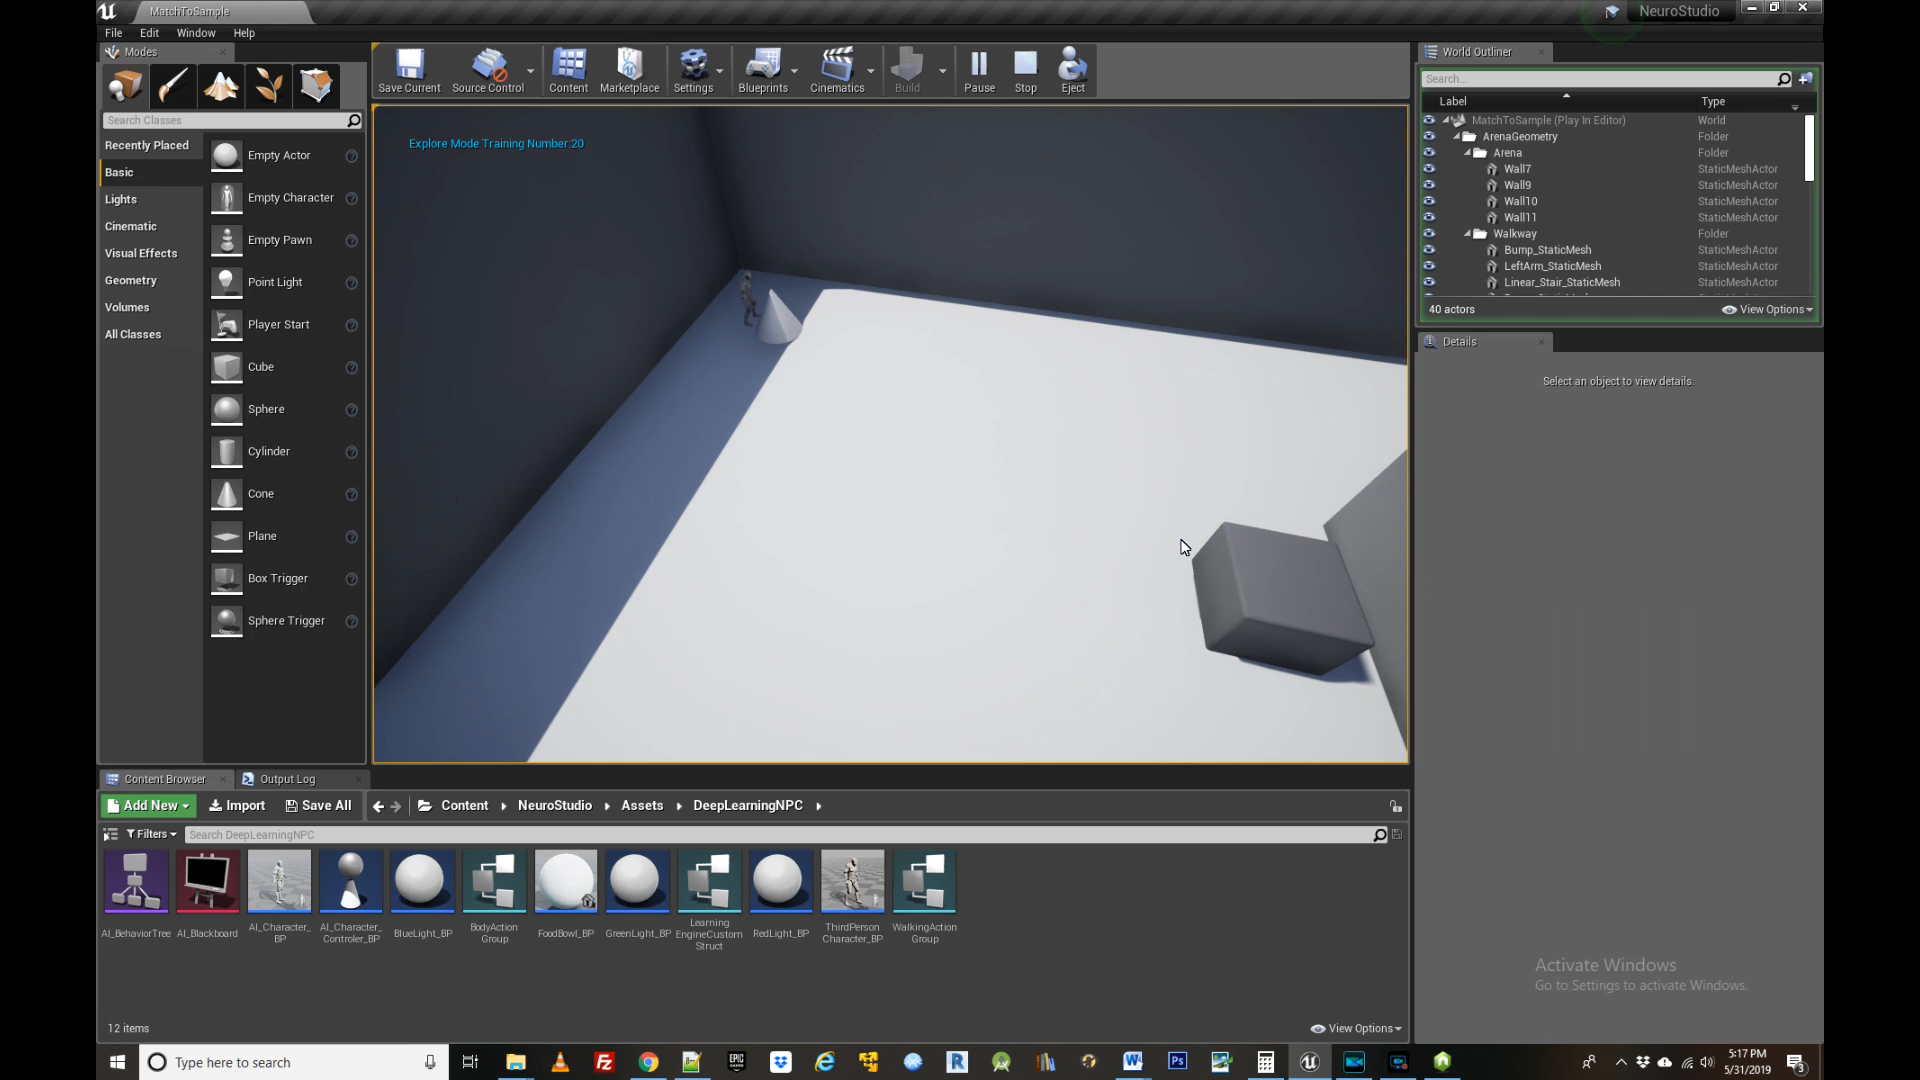 MatchToSample
NeuroStudio
File Edit Window Help
Modes
Save Current
Source Control
Content
Marketplace
Settings
Blueprints
Cinematics
Build
Pause
Stop
Eject
World Outliner
Search...
Label Type
MatchToSample (Play In Editor) World
ArenaGeometry Folder
Arena Folder
Wall7 StaticMeshActor
Wall9 StaticMeshActor
Wall10 StaticMeshActor
Wall11 StaticMeshActor
Walkway Folder
Bump_StaticMesh StaticMeshActor
LeftArm_StaticMesh StaticMeshActor
Linear_Stair_StaticMesh StaticMeshActor
40 actors
View Options
Details
Select an object to view details.
Search Classes
Recently Placed
Basic
Lights
Cinematic
Visual Effects
Geometry
Volumes
All Classes
Empty Actor
Empty Character
Empty Pawn
Point Light
Player Start
Cube
Sphere
Cylinder
Cone
Plane
Box Trigger
Sphere Trigger
Explore Mode Training Number:20
Content Browser
Output Log
Add New
Import
Save All
Content
NeuroStudio
Assets
DeepLearningNPC
Filters
Search DeepLearningNPC
AI_BehaviorTree
AI_Blackboard
AI_Character_
BP
AI_Character_
Controler_BP
BlueLight_BP
BodyAction
Group
FoodBowl_BP
GreenLight_BP
Learning
EngineCustom
Struct
RedLight_BP
ThirdPerson
Character_BP
WalkingAction
Group
12 items
View Options
Activate Windows
Go to Settings to activate Windows.
Type here to search
5:17 PM
5/31/2019
3